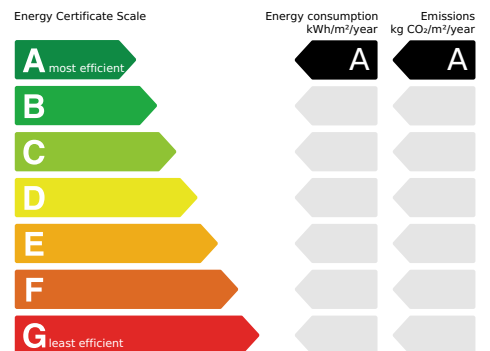 Energy Certificate Scale
Energy consumption
kWh/m²/year
Emissions
kg CO₂/m²/year
A most efficient
A
A
B
C
D
E
F
G least efficient